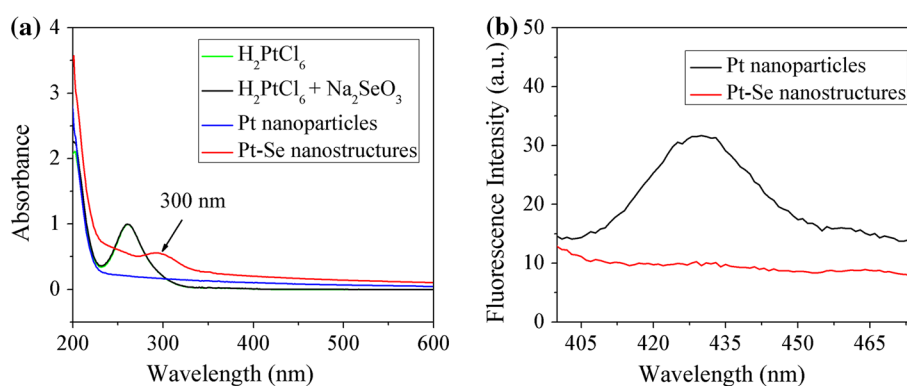 (a)
4
3
2
1
0
Absorbance
H₂PtCl₆
H₂PtCl₆ + Na₂SeO₃
Pt nanoparticles
Pt-Se nanostructures
300 nm
200 300 400 500 600
Wavelength (nm)
(b)
50
40
30
20
10
0
Fluorescence Intensity (a.u.)
Pt nanoparticles
Pt-Se nanostructures
405 420 435 450 465
Wavelength (nm)